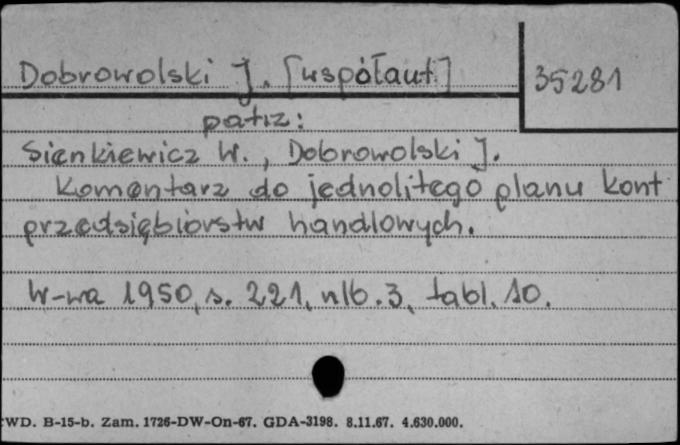 Dobrowolski J. [współaut.] 35281
patrz:
Sienkiewicz W., Dobrowolski J.
Komentarz do jednolitego planu kont
przedsiębiorstw handlowych.
W-wa 1950, s. 221, nlb. 3, tabl. 10.
WD. B-15-b. Zam. 1726-DW-On-67. GDA-3198. 8.11.67. 4.630.000.